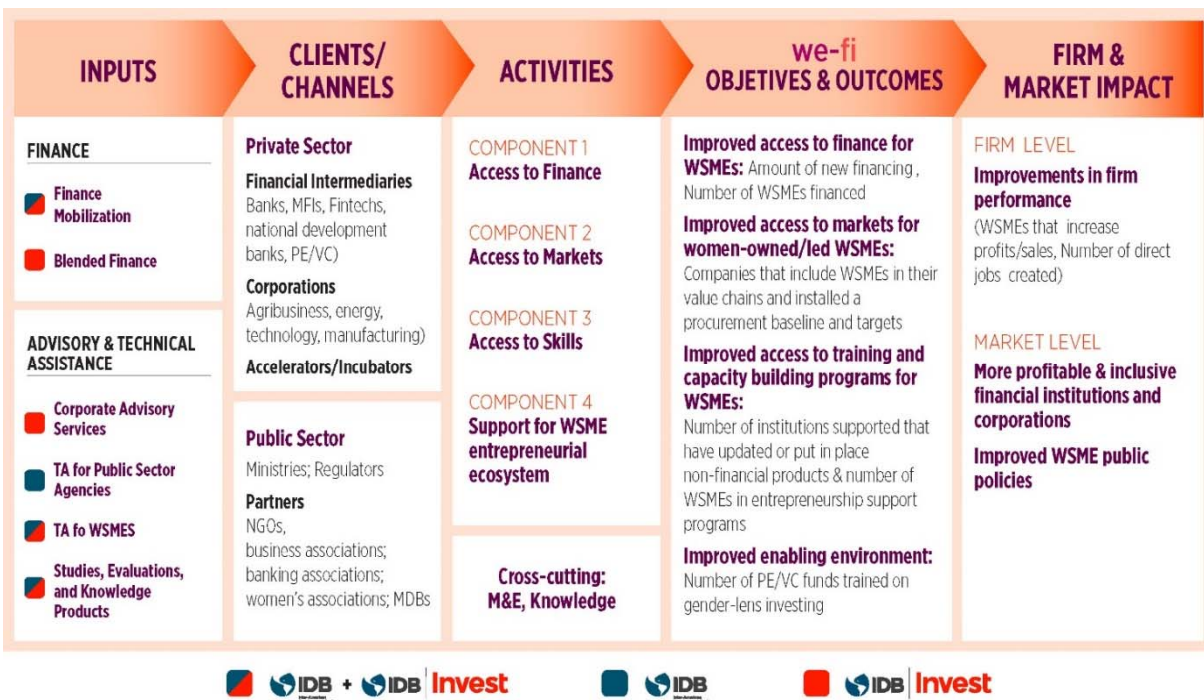 INPUTS
FINANCE
Finance
Mobilization
Blended Finance
ADVISORY & TECHNICAL
ASSISTANCE
Corporate Advisory
Services
TA for Public Sector
Agencies
TA fo WSMES
Studies, Evaluations,
and Knowledge
Products
CLIENTS/
CHANNELS
Private Sector
Financial Intermediaries
Banks, MFIs, Fintechs,
national development
banks, PE/VC)
Corporations
Agribusiness, energy,
technology, manufacturing)
Accelerators/Incubators
Public Sector
Ministries; Regulators
Partners
NGOs,
business associations;
banking associations;
women's associations; MDBs
ACTIVITIES
COMPONENT 1
Access to Finance
COMPONENT 2
Access to Markets
COMPONENT 3
Access to Skills
COMPONENT 4
Support for WSME
entrepreneurial
ecosystem
Cross-cutting:
M&E, Knowledge
we-fi
OBJETIVES & OUTCOMES
Improved access to finance for
WSMEs: Amount of new financing ,
Number of WSMEs financed
Improved access to markets for
women-owned/led WSMEs:
Companies that include WSMEs in their
value chains and installed a
procurement baseline and targets
Improved access to training and
capacity building programs for
WSMEs:
Number of institutions supported that
have updated or put in place
non-financial products & number of
WSMEs in entrepreneurship support
programs
Improved enabling environment:
Number of PE/VC funds trained on
gender-lens investing
FIRM &
MARKET IMPACT
FIRM LEVEL
Improvements in firm
performance
(WSMEs that increase
profits/sales, Number of direct
jobs created)
MARKET LEVEL
More profitable & inclusive
financial institutions and
corporations
Improved WSME public
policies
IDB + IDB | Invest
IDB
IDB | Invest